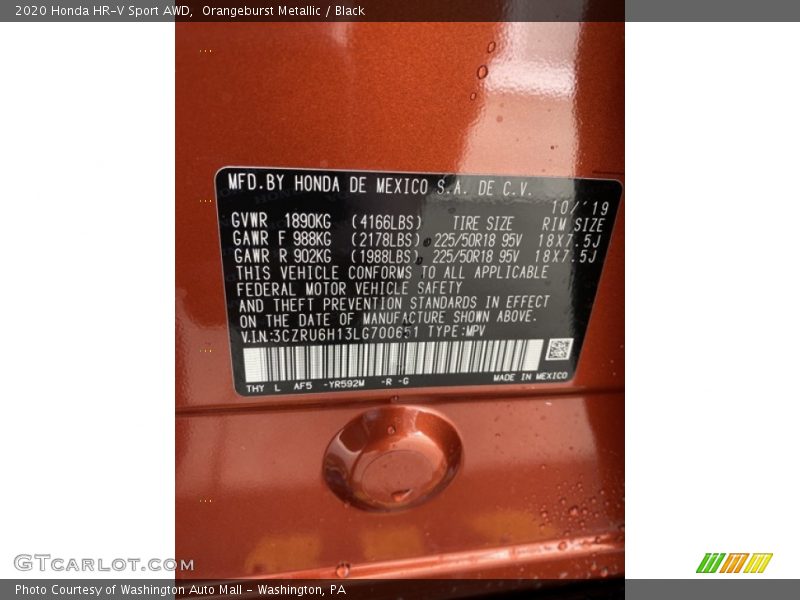 2020 Honda HR-V Sport AWD,  Orangeburst Metallic / Black
MFD.BY HONDA DE MEXICO S.A. DE C.V.
10/'19
GVWR 1890KG (4166LBS) TIRE SIZE RIM SIZE
GAWR F 988KG (2178LBS) 225/50R18 95V 18X7.5J
GAWR R 902KG (1988LBS) 225/50R18 95V 18X7.5J
THIS VEHICLE CONFORMS TO ALL APPLICABLE
FEDERAL MOTOR VEHICLE SAFETY
AND THEFT PREVENTION STANDARDS IN EFFECT
ON THE DATE OF MANUFACTURE SHOWN ABOVE.
V.I.N:3CZRU6H13LG700651 TYPE:MPV
THY L AF5 -YR592M -R -G MADE IN MEXICO
GTCARLOT.COM
Photo Courtesy of Washington Auto Mall - Washington, PA